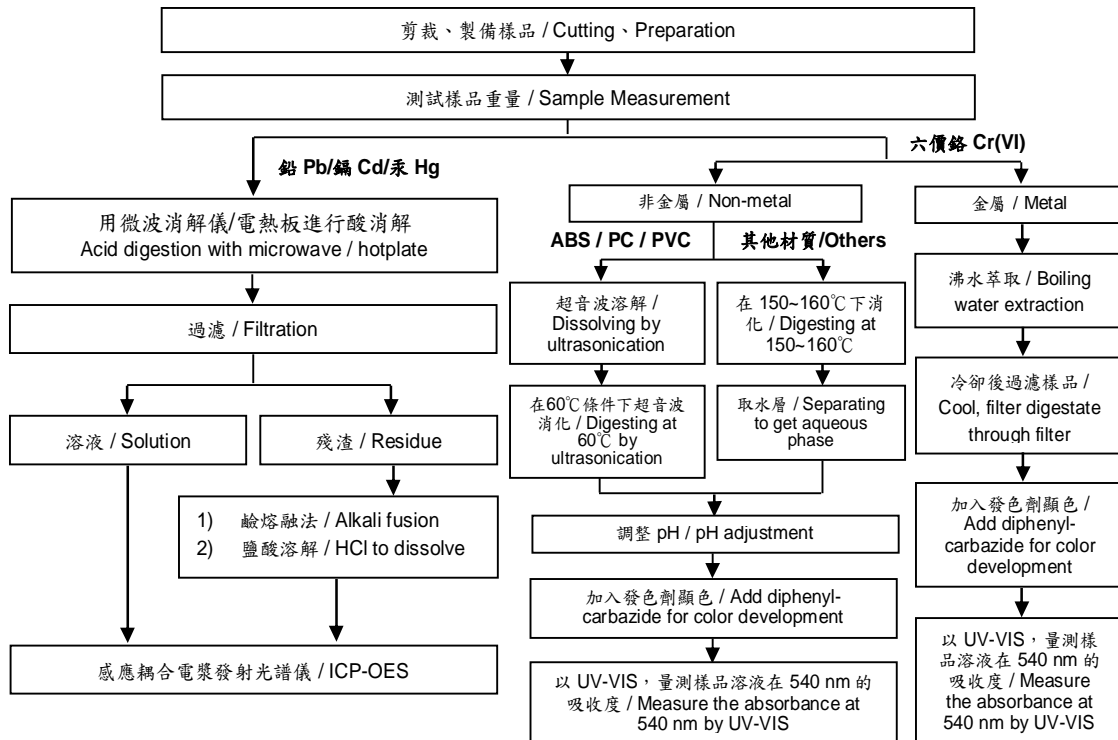 剪裁、製備樣品 / Cutting、Preparation
測試樣品重量 / Sample Measurement
鉛 Pb/鎘 Cd/汞 Hg
六價鉻 Cr(VI)
用微波消解儀/電熱板進行酸消解
Acid digestion with microwave / hotplate
過濾 / Filtration
溶液 / Solution
殘渣 / Residue
1) 鹼熔融法 / Alkali fusion
2) 鹽酸溶解 / HCl to dissolve
感應耦合電漿發射光譜儀 / ICP-OES
非金屬 / Non-metal
ABS / PC / PVC
其他材質/Others
超音波溶解 /
Dissolving by
ultrasonication
在60℃條件下超音波
消化 / Digesting at
60℃ by
ultrasonication
在 150~160℃下消
化 / Digesting at
150~160℃
取水層 / Separating
to get aqueous
phase
調整 pH / pH adjustment
加入發色劑顯色 / Add diphenyl-
carbazide for color development
以 UV-VIS，量測樣品溶液在 540 nm 的
吸收度 / Measure the absorbance at
540 nm by UV-VIS
金屬 / Metal
沸水萃取 / Boiling
water extraction
冷卻後過濾樣品 /
Cool, filter digestate
through filter
加入發色劑顯色 /
Add diphenyl-
carbazide for color
development
以 UV-VIS，量測樣
品溶液在 540 nm 的
吸收度 / Measure
the absorbance at
540 nm by UV-VIS